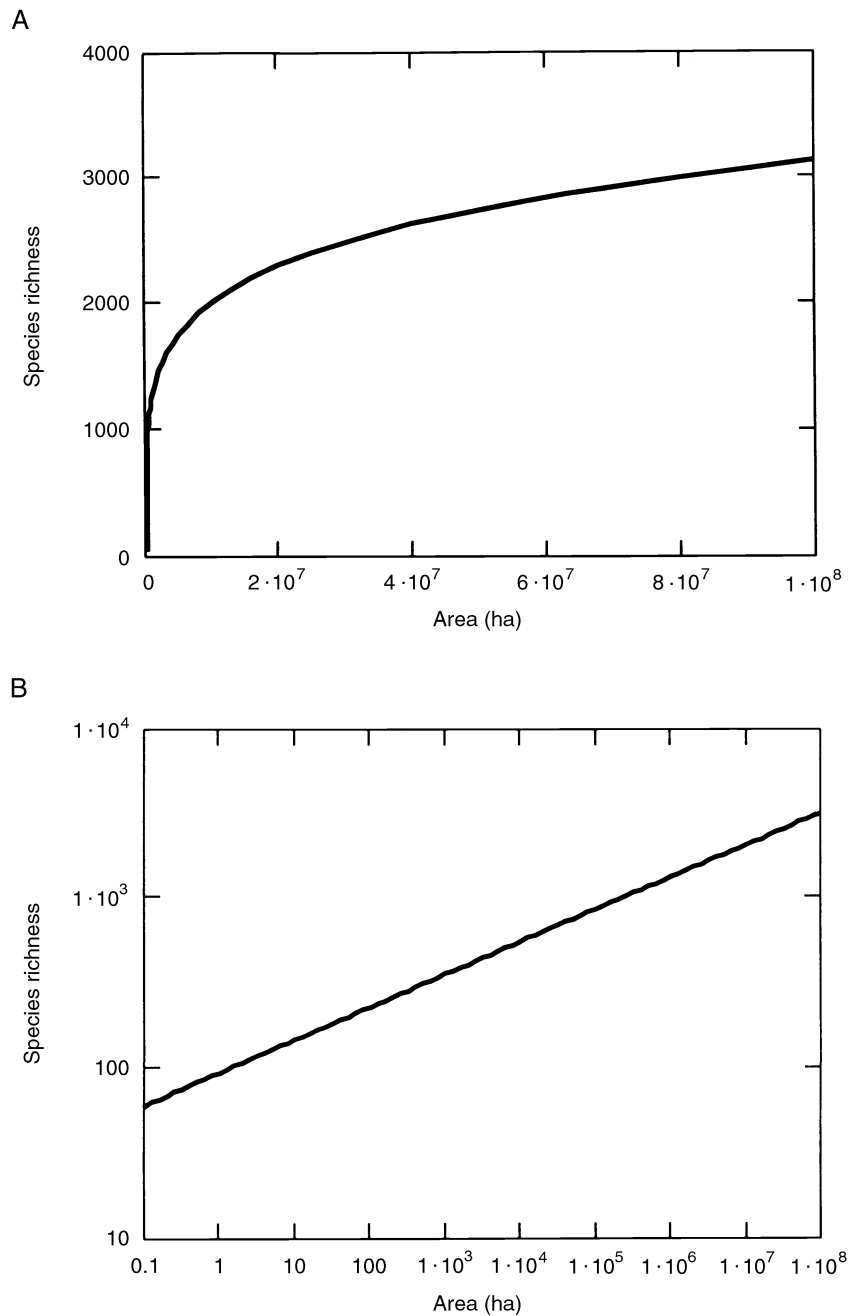 A
4000
3000
2000
1000
0
Species richness
0 2·10⁷ 4·10⁷ 6·10⁷ 8·10⁷ 1·10⁸
Area (ha)
B
1·10⁴
1·10³
100
10
Species richness
0.1 1 10 100 1·10³ 1·10⁴ 1·10⁵ 1·10⁶ 1·10⁷ 1·10⁸
Area (ha)